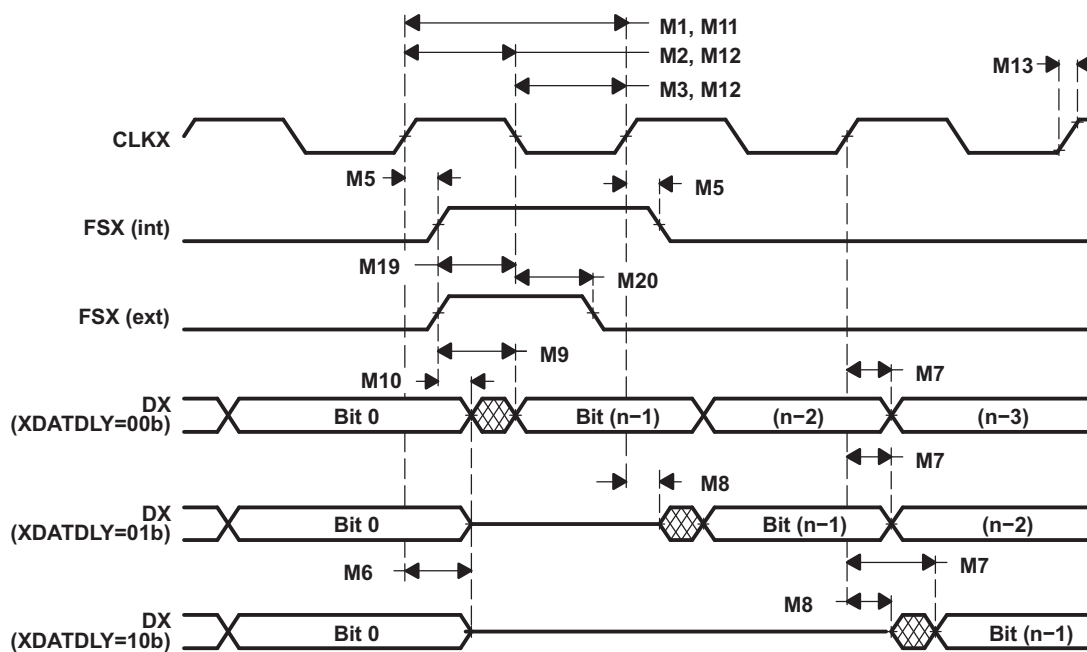 M1, M11
M2, M12
M3, M12
M13
CLKX
M5
M5
FSX (int)
M19
M20
FSX (ext)
M9
M10
M7
DX
(XDATDLY=00b)
Bit 0
Bit (n−1)
(n−2)
(n−3)
M7
M8
DX
(XDATDLY=01b)
Bit 0
Bit (n−1)
(n−2)
M6
M7
M8
DX
(XDATDLY=10b)
Bit 0
Bit (n−1)